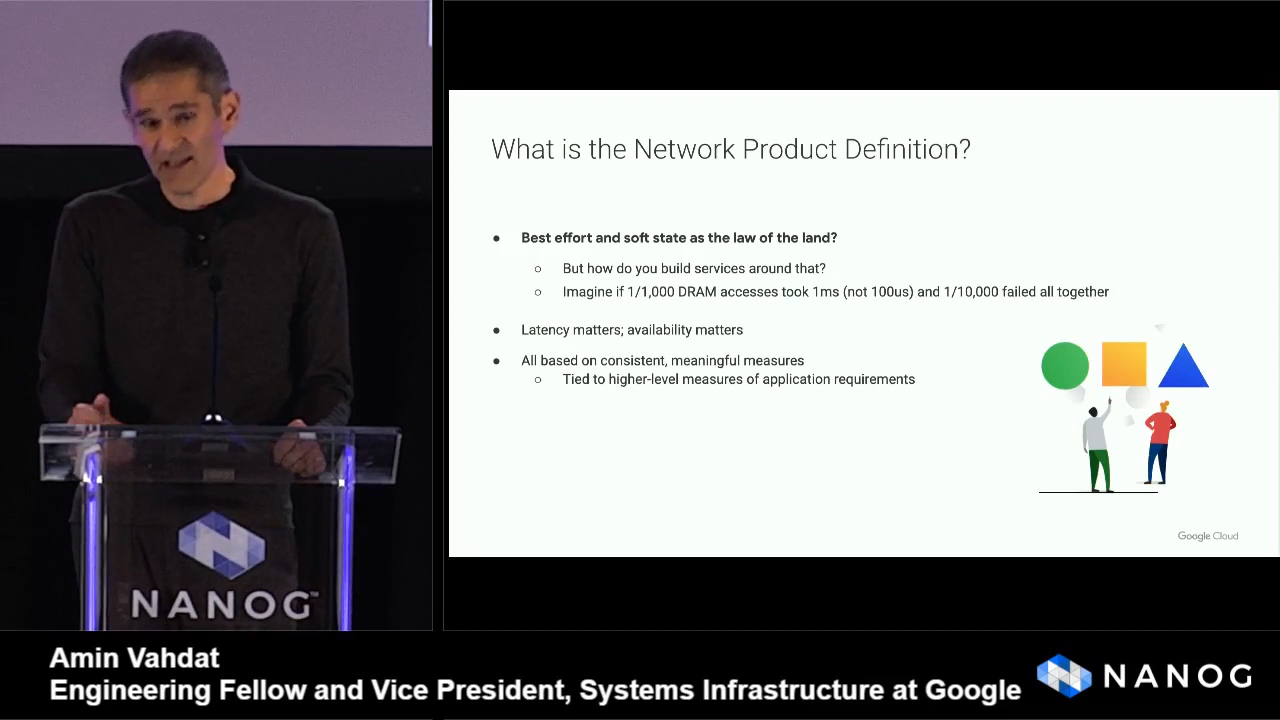 What is the Network Product Definition?
Best effort and soft state as the law of the land?
But how do you build services around that?
Imagine if 1/1,000 DRAM accesses took 1ms (not 100us) and 1/10,000 failed all together
Latency matters; availability matters
All based on consistent, meaningful measures
Tied to higher-level measures of application requirements
Google Cloud
NANOG™
Amin Vahdat
Engineering Fellow and Vice President, Systems Infrastructure at Google
NANOG